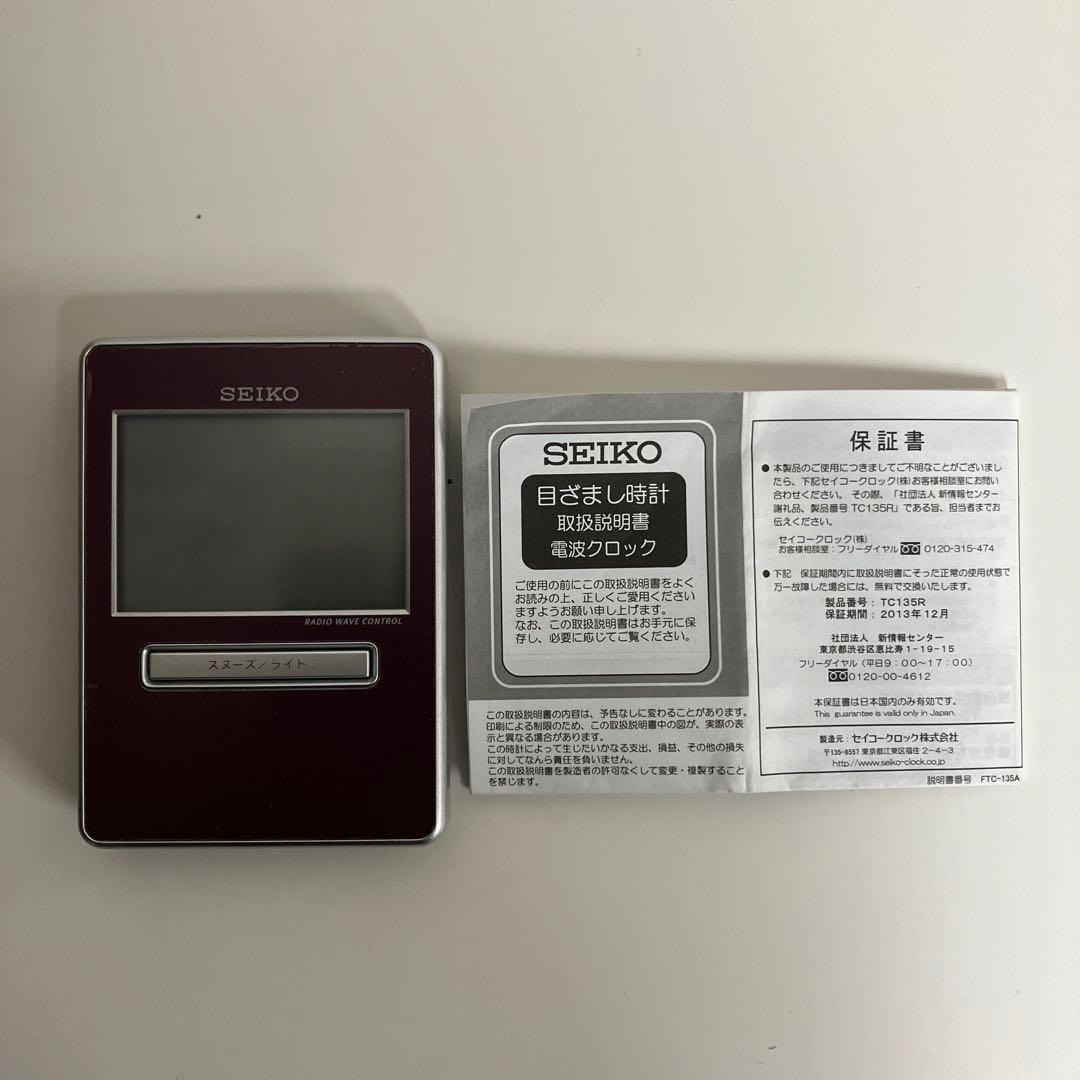 SEIKO
RADIO WAVE CONTROL
スヌーズ/ライト
SEIKO
目ざまし時計
取扱説明書
電波クロック
ご使用の前にこの取扱説明書をよく
お読みの上、正しくご愛用ください
ますようお願い申し上げます。
なお、この取扱説明書はお手元に保
存し、必要に応じてご覧ください。
この取扱説明書の内容は、予告なしに変わることがあります。
印刷による制限のため、この取扱説明書中の図が、実際の表
示と異なる場合があります。
この時計によって生じたいかなる支出、損益、その他の損失
に対してなんら責任を負いません。
この取扱説明書を製造者の許可なくして変更・複製すること
を禁じます。
保証書
● 本製品のご使用につきましてご不明なことがございまし
たら、下記セイコークロック(株)お客様相談室にお問い
合わせください。 その際、「社団法人 新情報センター
謝礼品、製品番号 TC135R」である旨、担当者までお
伝えください。
セイコークロック(株)
お客様相談室：フリーダイヤル 0120-315-474
● 下記 保証期間内に取扱説明書にそった正常の使用状態で
万一故障した場合には、無料で交換いたします。
製品番号：TC135R
保証期間：2013年12月
社団法人 新情報センター
東京都渋谷区恵比寿1-19-15
フリーダイヤル（平日9：00〜17：00）
0120-00-4612
本保証書は日本国内のみ有効です。
This guarantee is valid only in Japan.
製造元：セイコークロック株式会社
〒135-8557 東京都江東区福住 2-4-3
http://www.seiko-clock.co.jp
説明書番号 FTC-135A